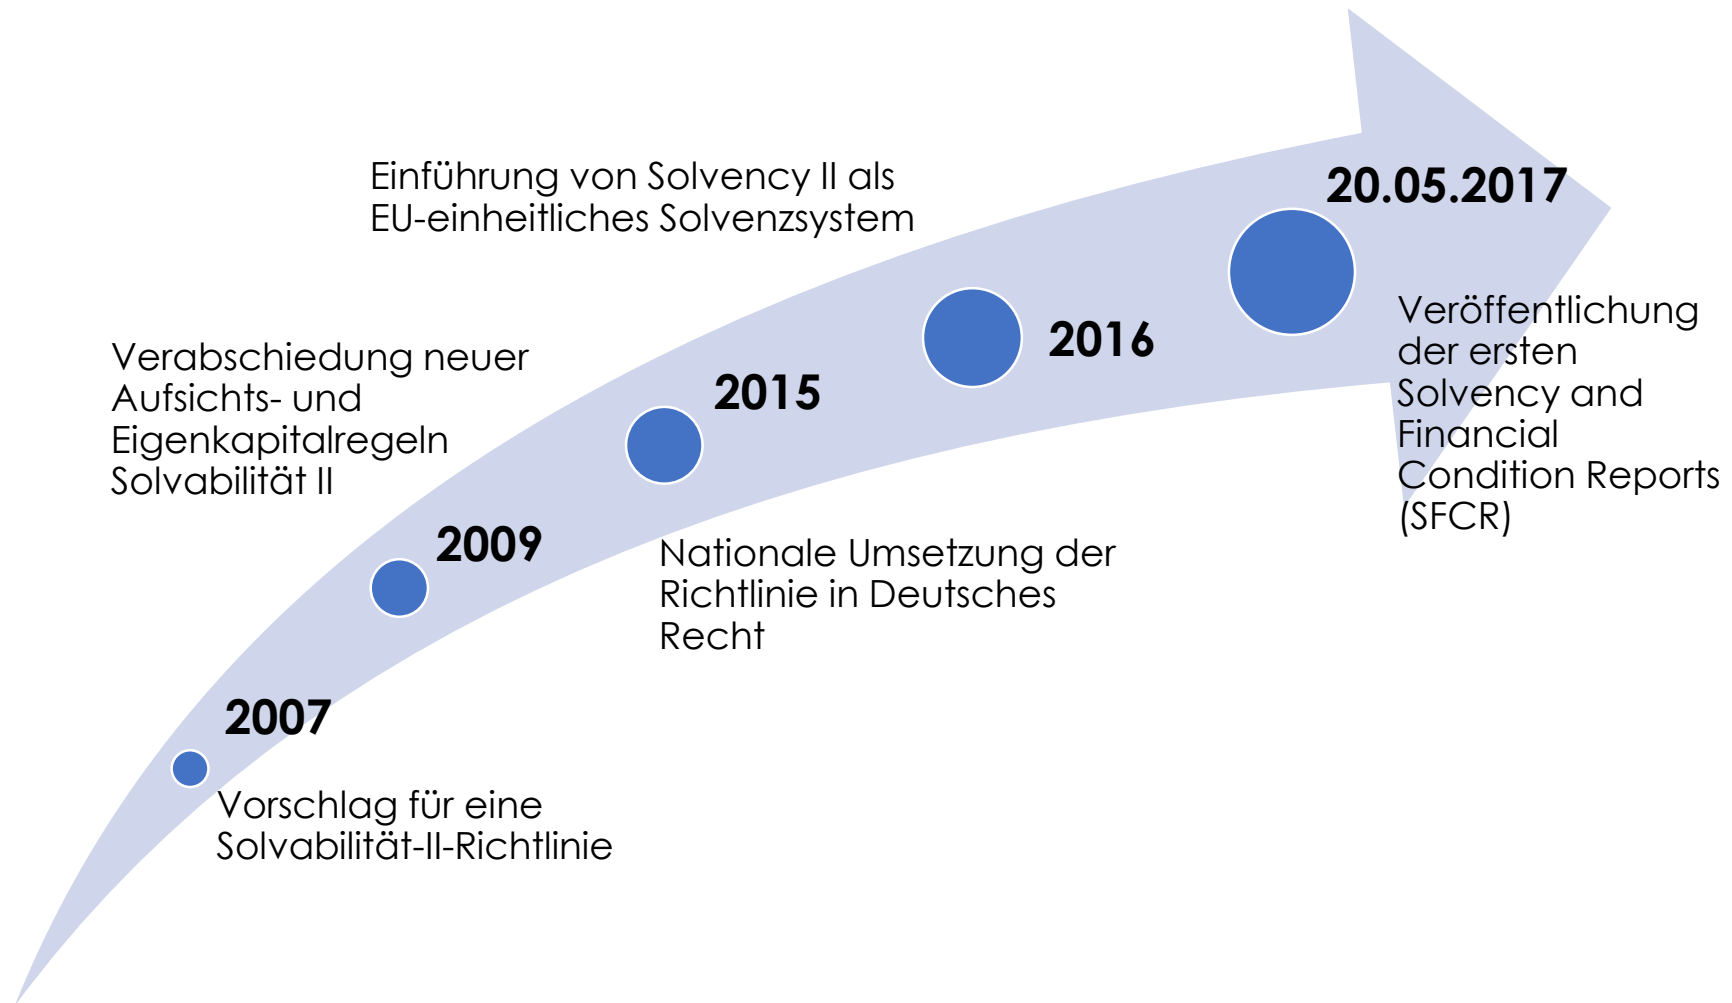 2007
Vorschlag für eine
Solvabilität-II-Richtlinie
2009
Verabschiedung neuer
Aufsichts- und
Eigenkapitalregeln
Solvabilität II
2015
Nationale Umsetzung der
Richtlinie in Deutsches
Recht
2016
Einführung von Solvency II als
EU-einheitliches Solvenzsystem
20.05.2017
Veröffentlichung
der ersten
Solvency and
Financial
Condition Reports
(SFCR)